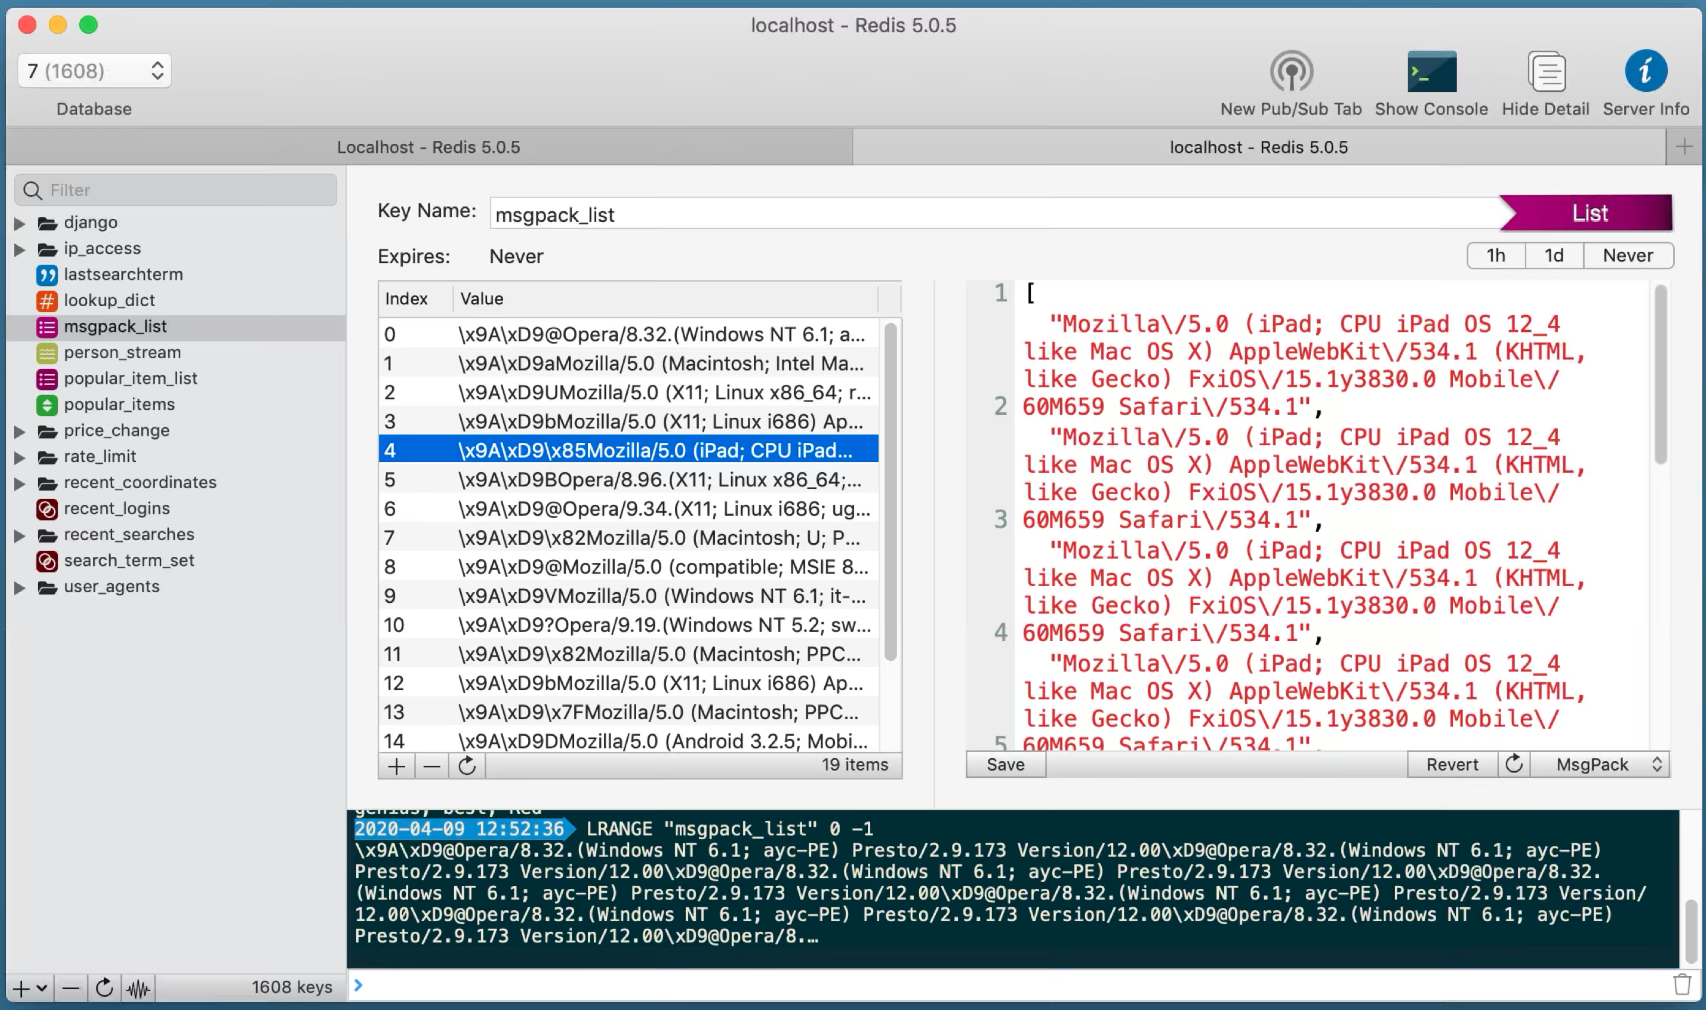 localhost - Redis 5.0.5
7 (1608)
Database
New Pub/Sub Tab
Show Console
Hide Detail
Server Info
Localhost - Redis 5.0.5
localhost - Redis 5.0.5
Filter
django
ip_access
lastsearchterm
lookup_dict
msgpack_list
person_stream
popular_item_list
popular_items
price_change
rate_limit
recent_coordinates
recent_logins
recent_searches
search_term_set
user_agents
1608 keys
Key Name: msgpack_list
List
Expires: Never
1h 1d Never
Index Value
0 \x9A\xD9@Opera/8.32.(Windows NT 6.1; a...
1 \x9A\xD9aMozilla/5.0 (Macintosh; Intel Ma...
2 \x9A\xD9UMozilla/5.0 (X11; Linux x86_64; r...
3 \x9A\xD9bMozilla/5.0 (X11; Linux i686) Ap...
4 \x9A\xD9\x85Mozilla/5.0 (iPad; CPU iPad...
5 \x9A\xD9BOpera/8.96.(X11; Linux x86_64;...
6 \x9A\xD9@Opera/9.34.(X11; Linux i686; ug...
7 \x9A\xD9\x82Mozilla/5.0 (Macintosh; U; P...
8 \x9A\xD9@Mozilla/5.0 (compatible; MSIE 8...
9 \x9A\xD9VMozilla/5.0 (Windows NT 6.1; it-...
10 \x9A\xD9?Opera/9.19.(Windows NT 5.2; sw...
11 \x9A\xD9\x82Mozilla/5.0 (Macintosh; PPC...
12 \x9A\xD9bMozilla/5.0 (X11; Linux i686) Ap...
13 \x9A\xD9\x7FMozilla/5.0 (Macintosh; PPC...
14 \x9A\xD9DMozilla/5.0 (Android 3.2.5; Mobi...
19 items
1 [
"Mozilla\/5.0 (iPad; CPU iPad OS 12_4
like Mac OS X) AppleWebKit\/534.1 (KHTML,
like Gecko) FxiOS\/15.1y3830.0 Mobile\/
2 60M659 Safari\/534.1",
"Mozilla\/5.0 (iPad; CPU iPad OS 12_4
like Mac OS X) AppleWebKit\/534.1 (KHTML,
like Gecko) FxiOS\/15.1y3830.0 Mobile\/
3 60M659 Safari\/534.1",
"Mozilla\/5.0 (iPad; CPU iPad OS 12_4
like Mac OS X) AppleWebKit\/534.1 (KHTML,
like Gecko) FxiOS\/15.1y3830.0 Mobile\/
4 60M659 Safari\/534.1",
"Mozilla\/5.0 (iPad; CPU iPad OS 12_4
like Mac OS X) AppleWebKit\/534.1 (KHTML,
like Gecko) FxiOS\/15.1y3830.0 Mobile\/
5 60M659 Safari\/534.1",
Save
Revert
MsgPack
genius, best, Red
2020-04-09 12:52:36 LRANGE "msgpack_list" 0 -1
\x9A\xD9@Opera/8.32.(Windows NT 6.1; ayc-PE) Presto/2.9.173 Version/12.00\xD9@Opera/8.32.(Windows NT 6.1; ayc-PE)
Presto/2.9.173 Version/12.00\xD9@Opera/8.32.(Windows NT 6.1; ayc-PE) Presto/2.9.173 Version/12.00\xD9@Opera/8.32.
(Windows NT 6.1; ayc-PE) Presto/2.9.173 Version/12.00\xD9@Opera/8.32.(Windows NT 6.1; ayc-PE) Presto/2.9.173 Version/
12.00\xD9@Opera/8.32.(Windows NT 6.1; ayc-PE) Presto/2.9.173 Version/12.00\xD9@Opera/8.32.(Windows NT 6.1; ayc-PE)
Presto/2.9.173 Version/12.00\xD9@Opera/8.…